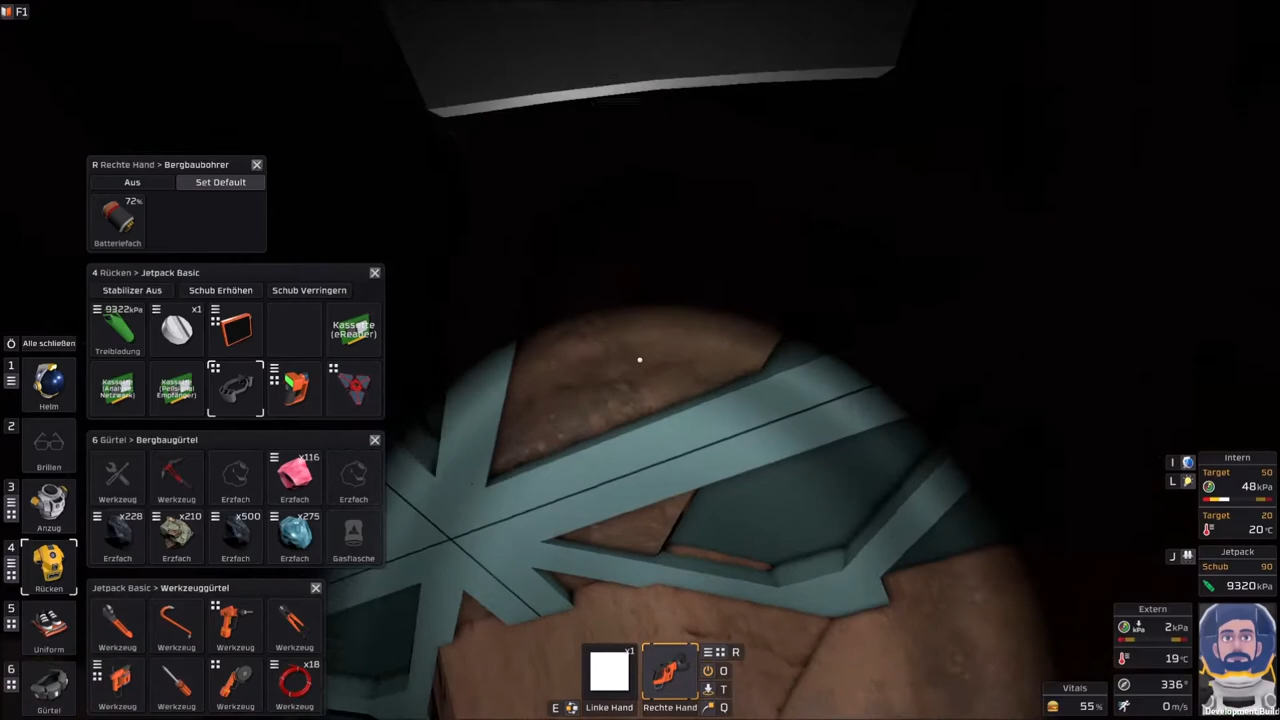 F1
R Rechte Hand > Bergbaubohrer
Aus
Set Default
72%
Batteriefach
4 Rücken > Jetpack Basic
Stabilizer Aus
Schub Erhöhen
Schub Verringern
9322kPa
x1
Treibladung
Kassette (eReader)
Kassette (Analyse Netzwerk)
Ö Alle schließen
1
Helm
2
Brillen
3
Anzug
4
Rücken
5
Uniform
6
Gürtel
6 Gürtel > Bergbaugürtel
x116
Werkzeug
Werkzeug
Erzfach
Erzfach
Erzfach
x228
x210
x500
x275
Erzfach
Erzfach
Erzfach
Erzfach
Gasflasche
Jetpack Basic > Werkzeuggürtel
Werkzeug
Werkzeug
Werkzeug
Werkzeug
x18
Werkzeug
Werkzeug
Werkzeug
Werkzeug
x1
R
O
T
Q
E
Linke Hand
Rechte Hand
Intern
I
L
Target 50
48kPa
Target 20
20°C
Jetpack
J
Schub 90
9320kPa
Extern
kPa
2kPa
19°C
336°
0m/s
Vitals
55%
Development Build